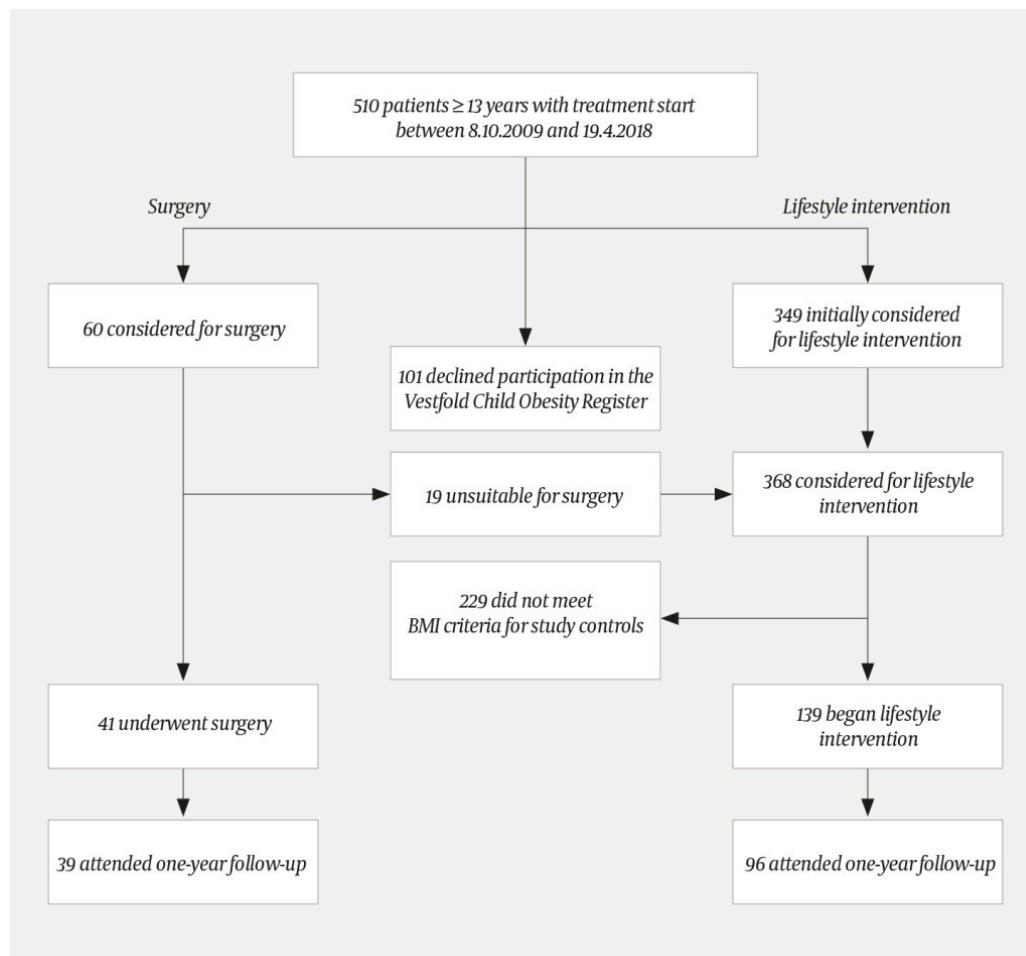 510 patients ≥ 13 years with treatment start
between 8.10.2009 and 19.4.2018
Surgery
Lifestyle intervention
60 considered for surgery
349 initially considered
for lifestyle intervention
101 declined participation in the
Vestfold Child Obesity Register
19 unsuitable for surgery
368 considered for lifestyle
intervention
229 did not meet
BMI criteria for study controls
41 underwent surgery
139 began lifestyle
intervention
39 attended one-year follow-up
96 attended one-year follow-up